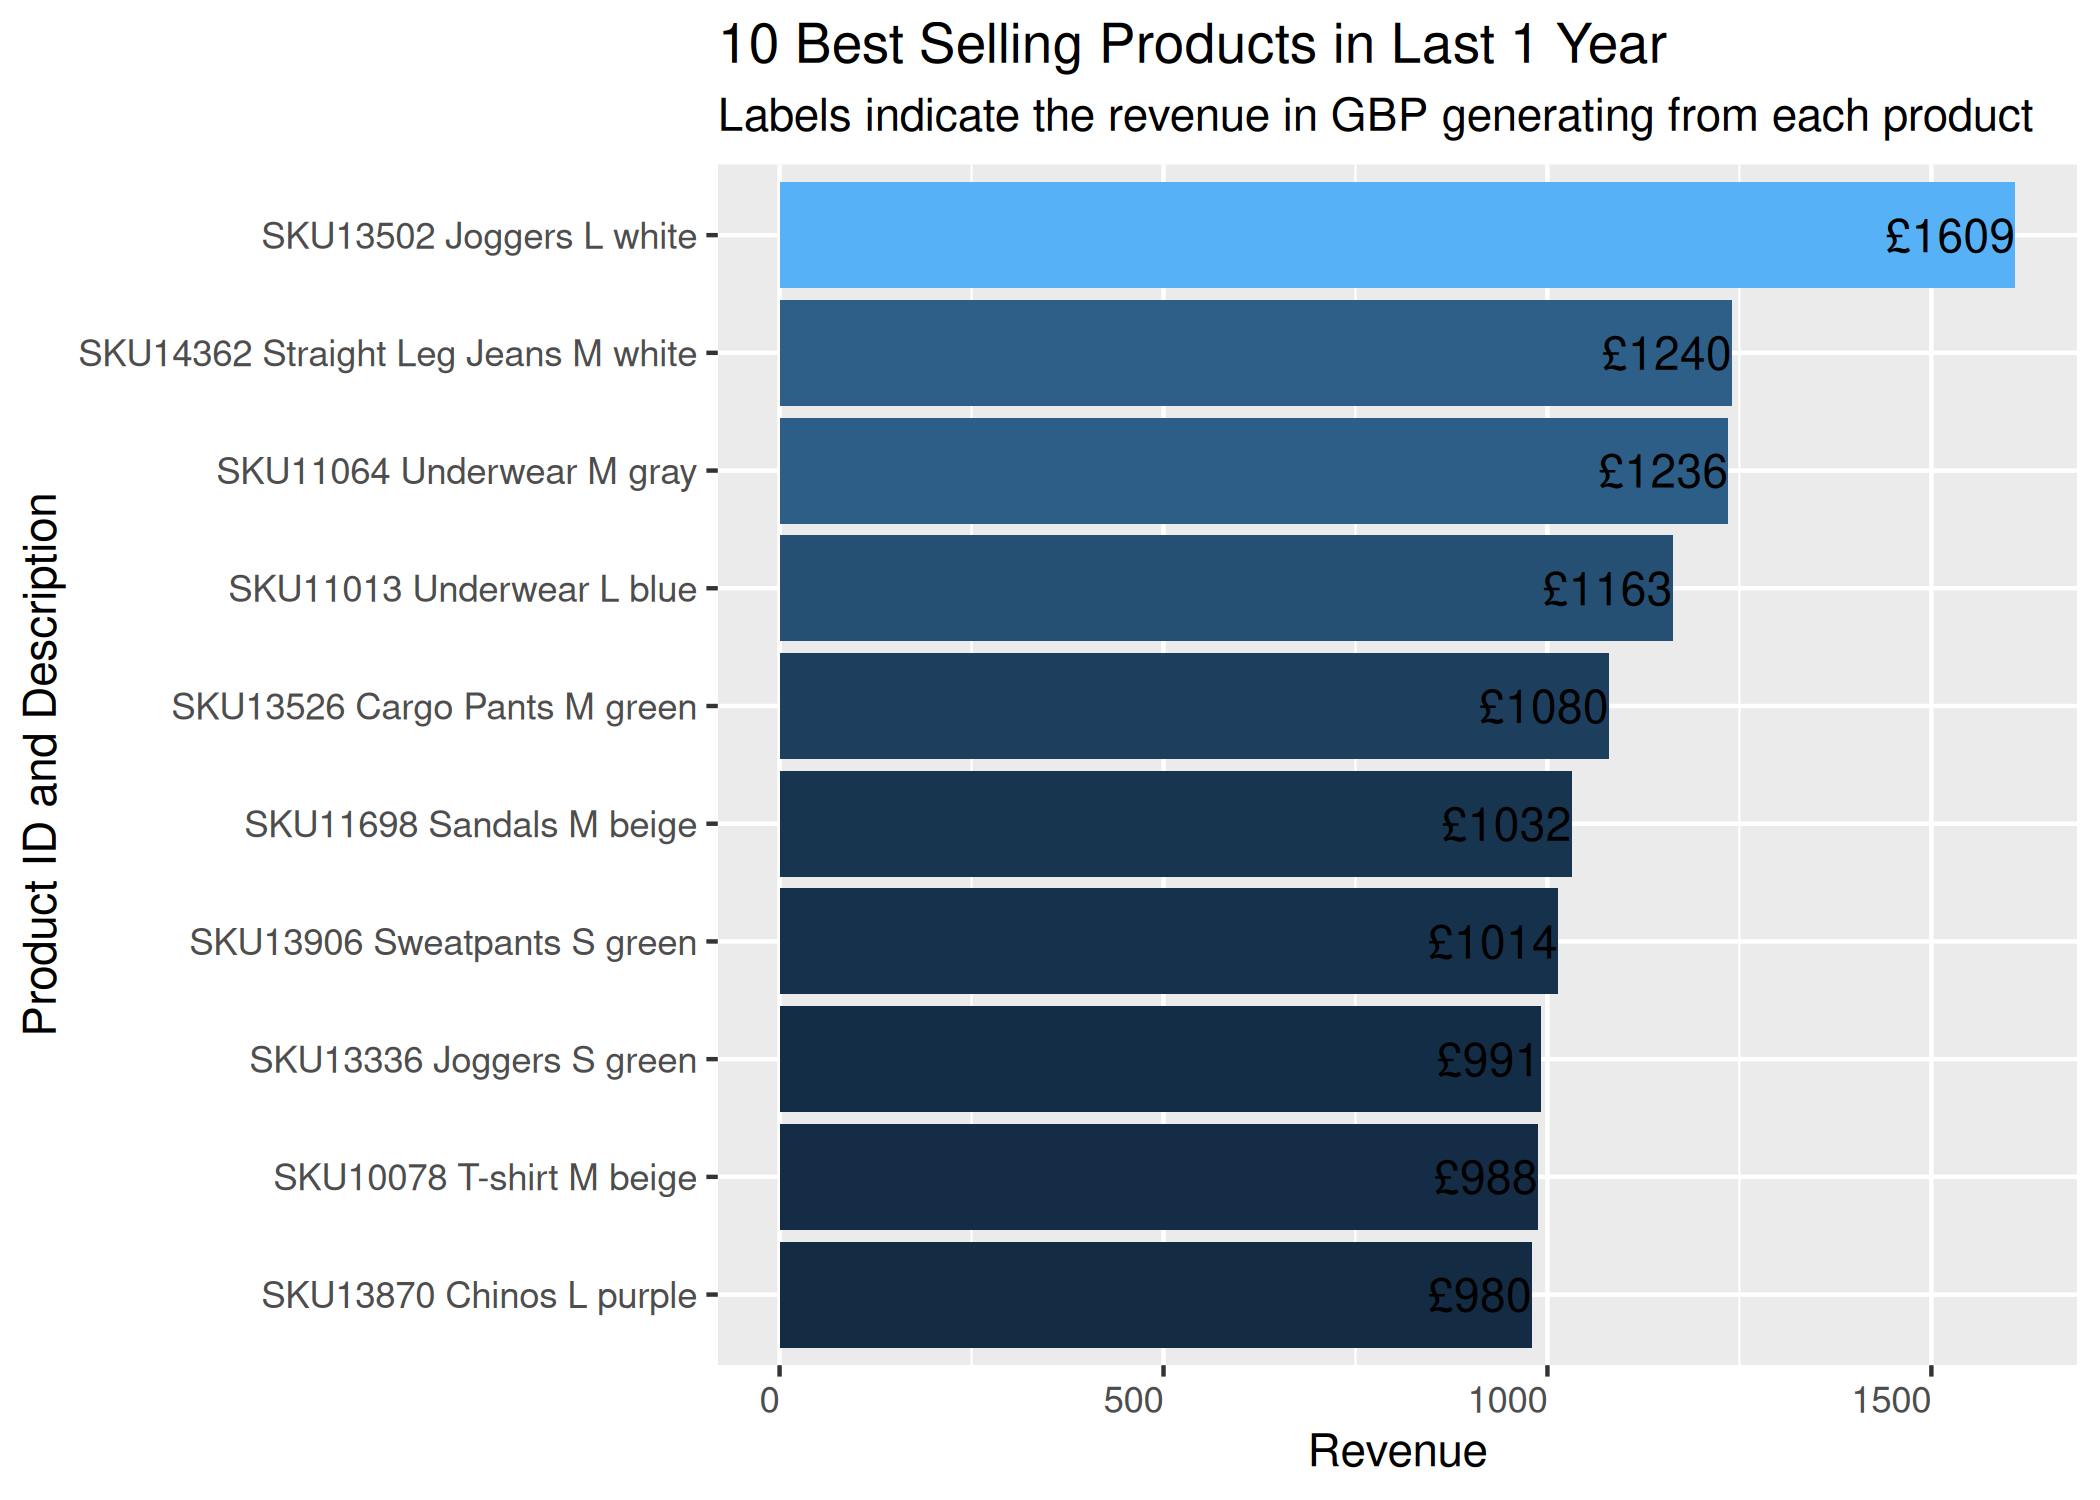 10 Best Selling Products in Last 1 Year
Labels indicate the revenue in GBP generating from each product
Product ID and Description
SKU13502 Joggers L white £1609
SKU14362 Straight Leg Jeans M white £1240
SKU11064 Underwear M gray £1236
SKU11013 Underwear L blue £1163
SKU13526 Cargo Pants M green £1080
SKU11698 Sandals M beige £1032
SKU13906 Sweatpants S green £1014
SKU13336 Joggers S green £991
SKU10078 T-shirt M beige £988
SKU13870 Chinos L purple £980
0 500 1000 1500
Revenue